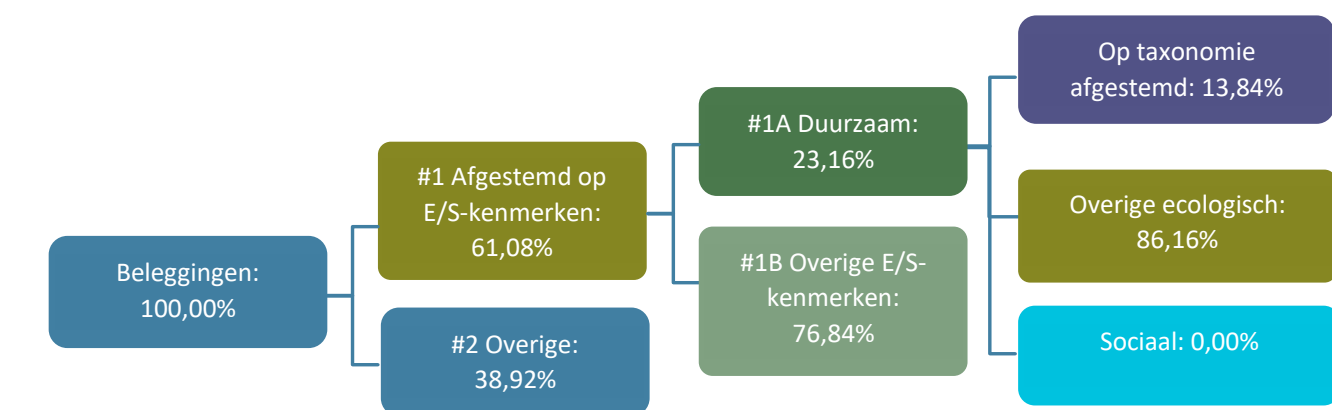 Beleggingen:
100,00%
#1 Afgestemd op
E/S-kenmerken:
61,08%
#2 Overige:
38,92%
#1A Duurzaam:
23,16%
#1B Overige E/S-
kenmerken:
76,84%
Op taxonomie
afgestemd: 13,84%
Overige ecologisch:
86,16%
Sociaal: 0,00%